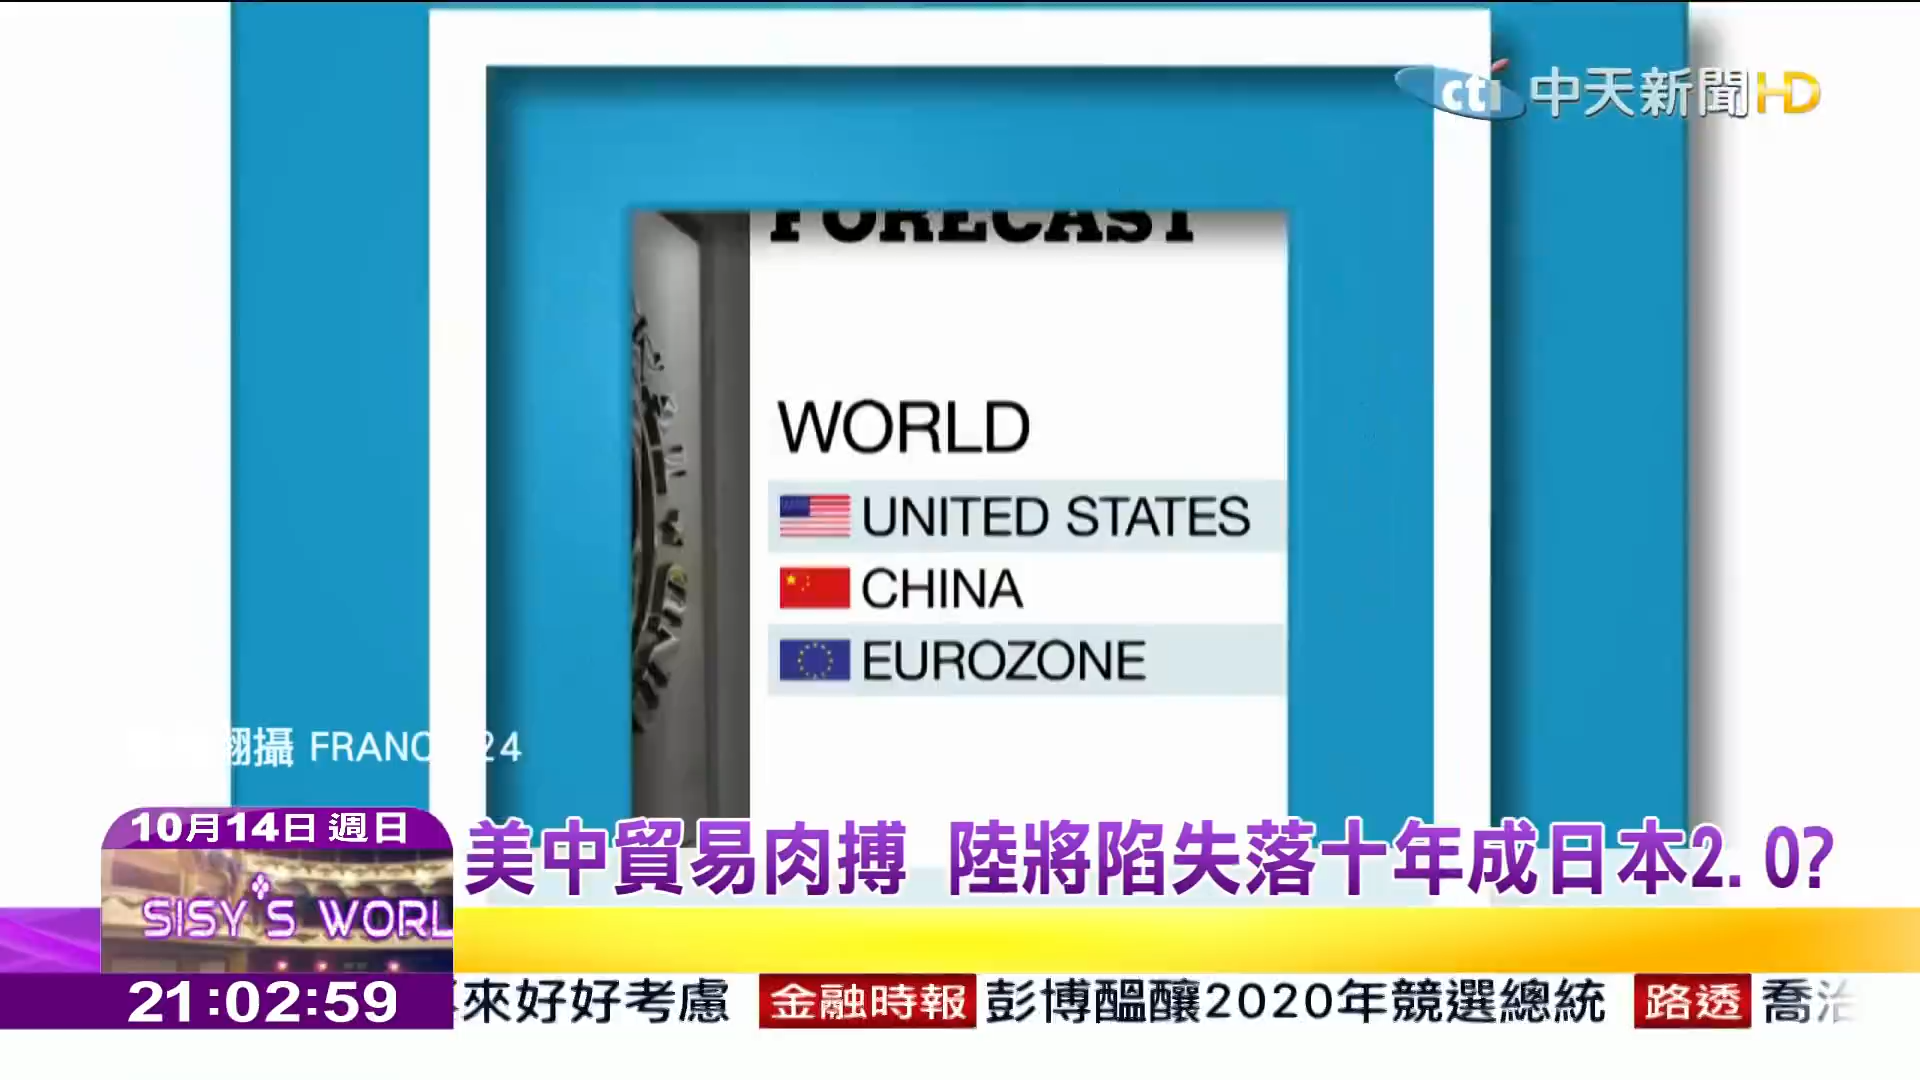 cti 中天新聞HD
FORECAST
WORLD
UNITED STATES
CHINA
EUROZONE
翻攝 FRANCE 24
10月14日 週日
美中貿易肉搏 陸將陷失落十年成日本2.0?
SISY'S WORL
21:02:59
來好好考慮 金融時報 彭博醞釀2020年競選總統 路透 喬治